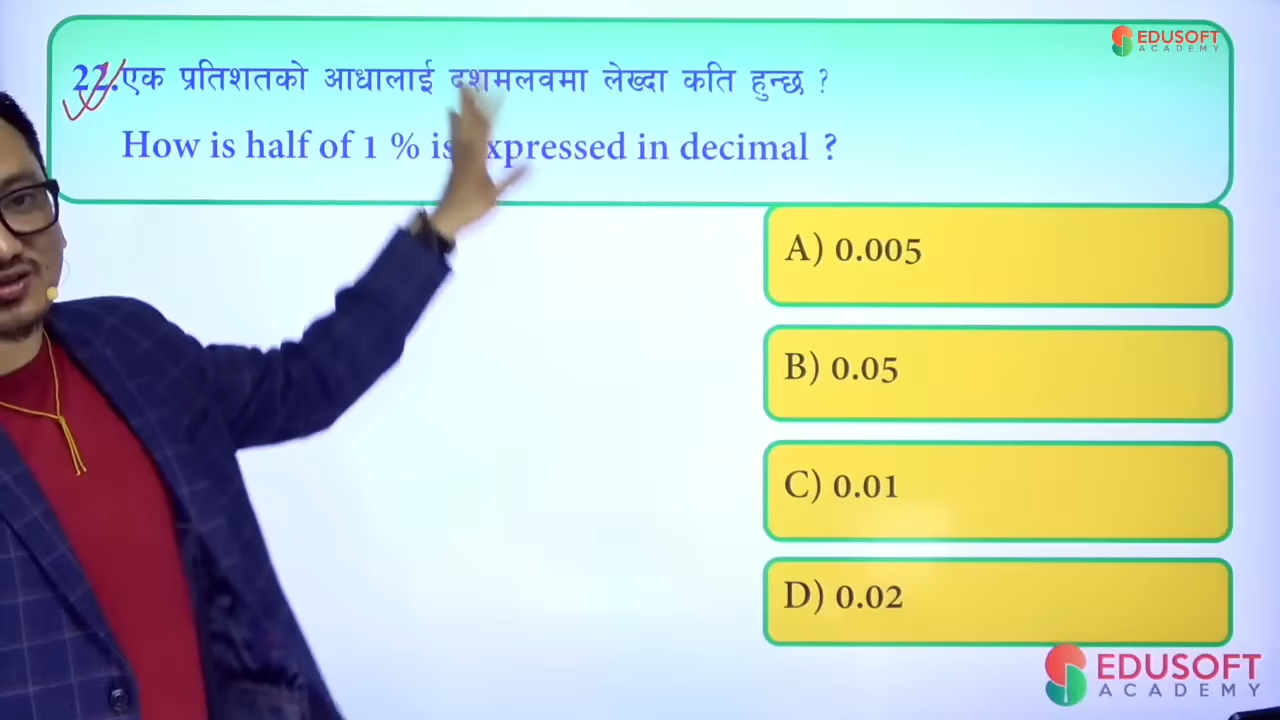 EDUSOFT
ACADEMY
22. एक प्रतिशतको आधालाई दशमलवमा लेख्दा कति हुन्छ ?
How is half of 1 % is expressed in decimal ?
A) 0.005
B) 0.05
C) 0.01
D) 0.02
EDUSOFT
ACADEMY